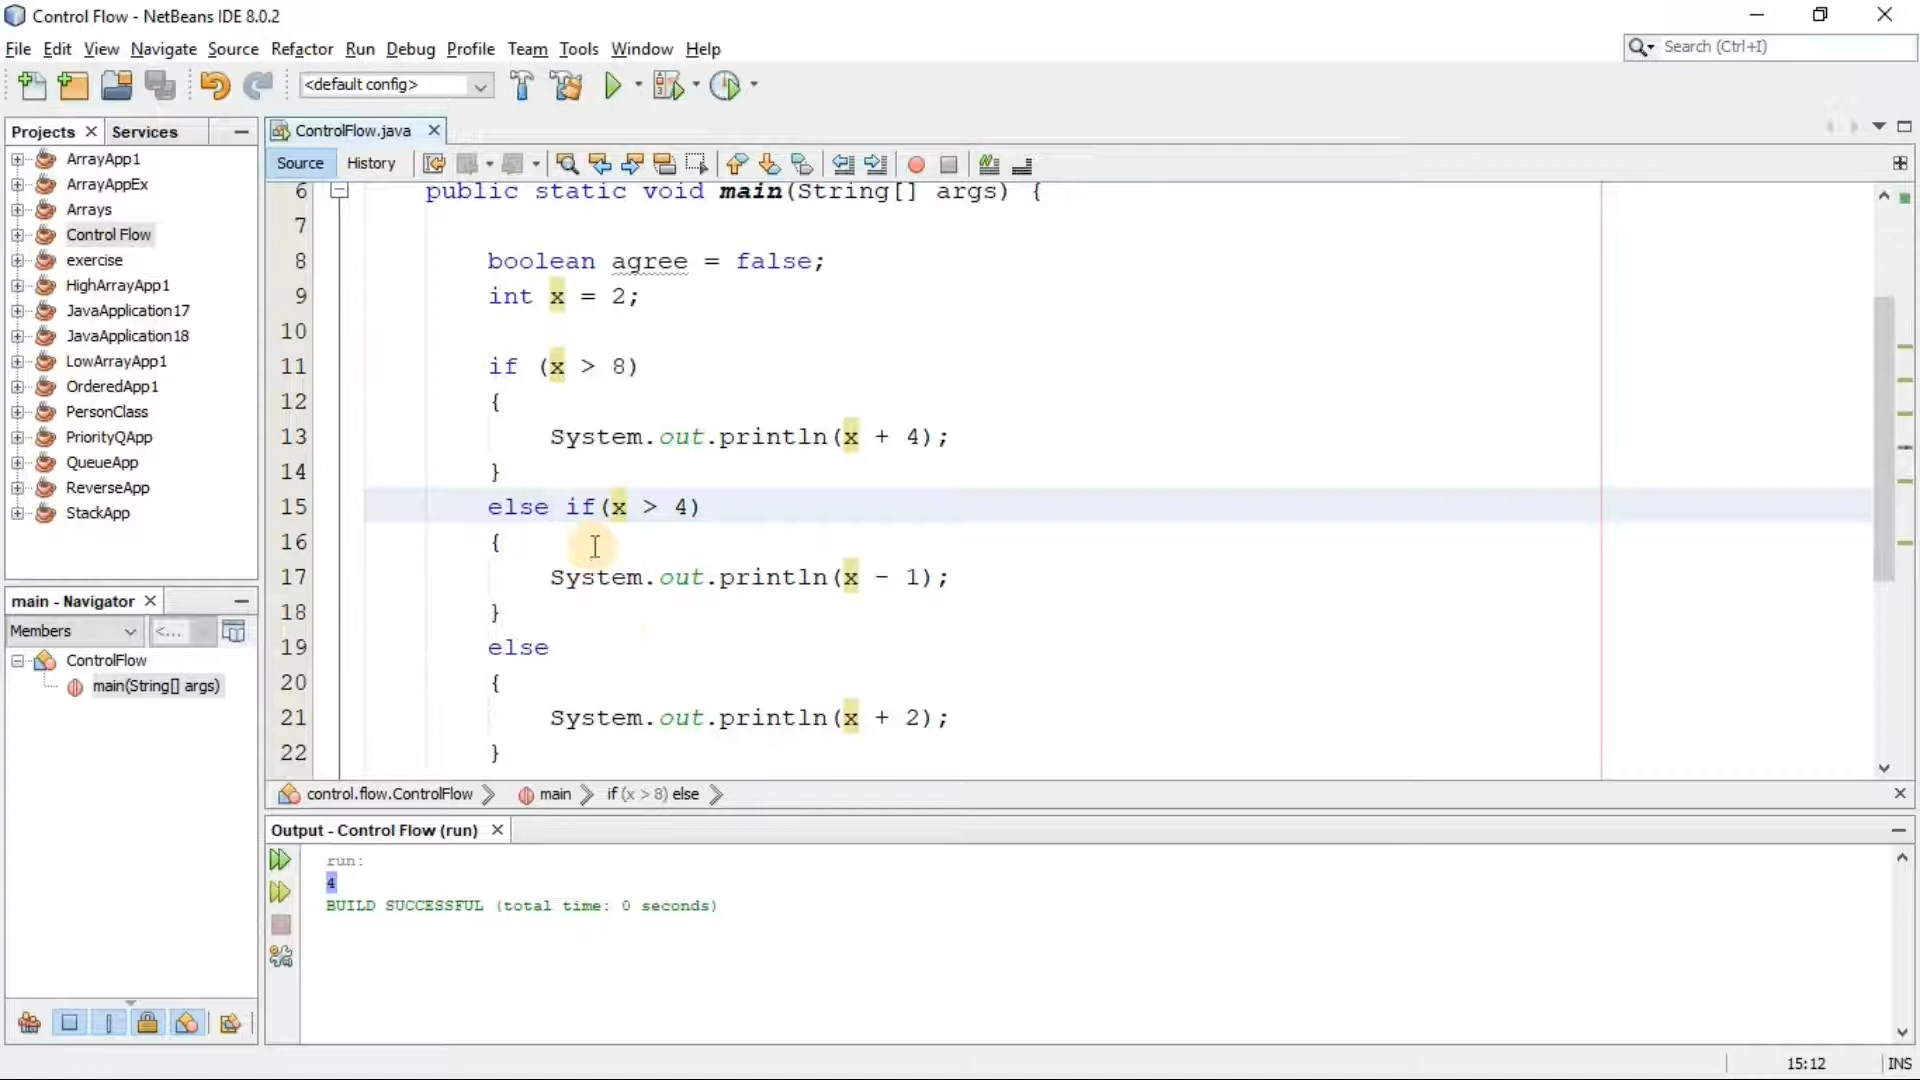 Control Flow - NetBeans IDE 8.0.2
File Edit View Navigate Source Refactor Run Debug Profile Team Tools Window Help
Search (Ctrl+I)
<default config>
Projects
Services
ArrayApp1
ArrayAppEx
Arrays
Control Flow
exercise
HighArrayApp1
JavaApplication17
JavaApplication18
LowArrayApp1
OrderedApp1
PersonClass
PriorityQApp
QueueApp
ReverseApp
StackApp
main - Navigator
Members
<...
ControlFlow
main(String[] args)
ControlFlow.java
Source History
6 public static void main(String[] args) {
7
8 boolean agree = false;
9 int x = 2;
10
11 if (x > 8)
12 {
13 System.out.println(x + 4);
14 }
15 else if(x > 4)
16 {
17 System.out.println(x - 1);
18 }
19 else
20 {
21 System.out.println(x + 2);
22 }
control.flow.ControlFlow main if (x > 8) else
Output - Control Flow (run)
run:
4
BUILD SUCCESSFUL (total time: 0 seconds)
15:12 INS